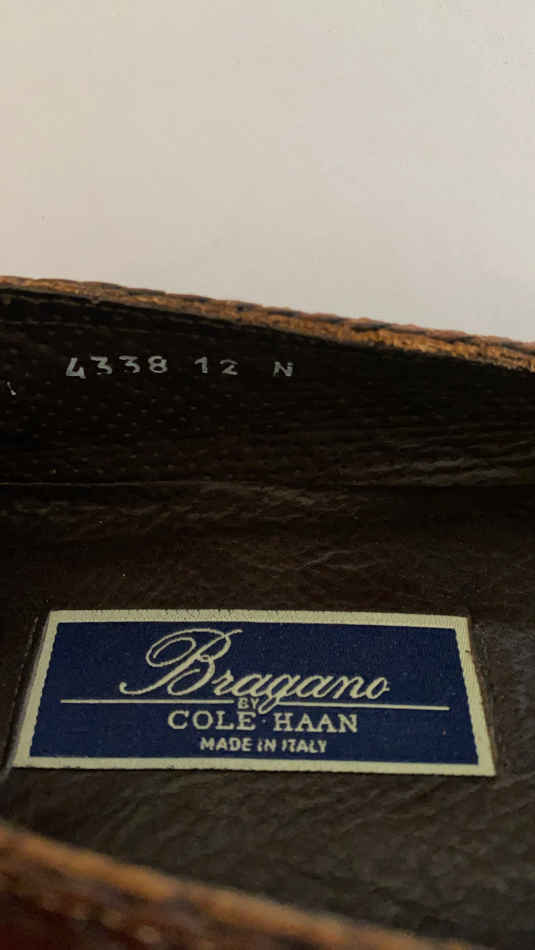 4338 12 N
Bragano
BY
COLE·HAAN
MADE IN ITALY